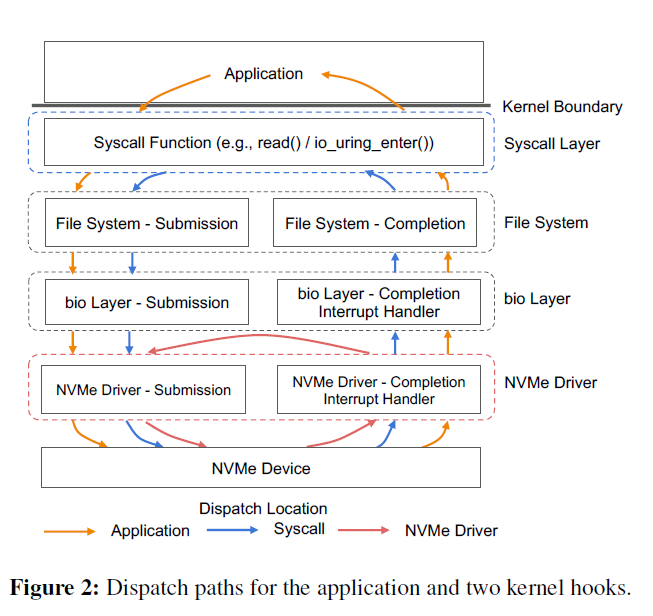 Application
Kernel Boundary
Syscall Function (e.g., read() / io_uring_enter())
Syscall Layer
File System - Submission
File System - Completion
File System
bio Layer - Submission
bio Layer - Completion
Interrupt Handler
bio Layer
NVMe Driver - Submission
NVMe Driver - Completion
Interrupt Handler
NVMe Driver
NVMe Device
Dispatch Location
Application
Syscall
NVMe Driver
Figure 2: Dispatch paths for the application and two kernel hooks.